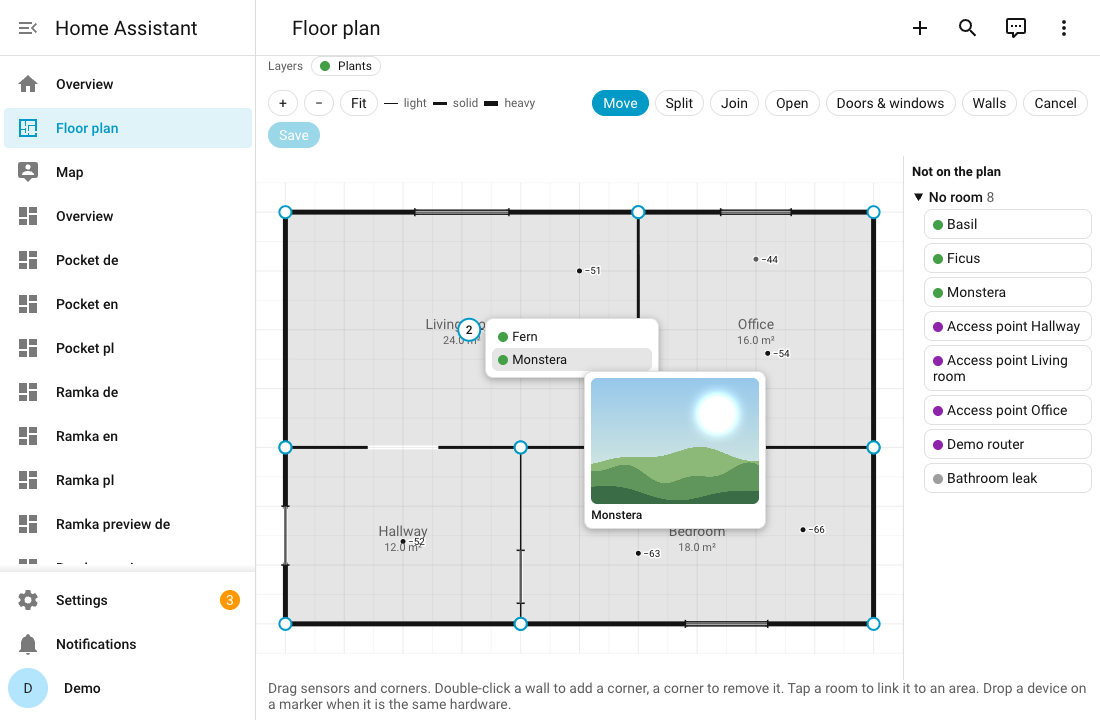 Home Assistant
Floor plan
Overview
Floor plan
Map
Overview
Pocket de
Pocket en
Pocket pl
Ramka de
Ramka en
Ramka pl
Ramka preview de
Settings
3
Notifications
D
Demo
Layers
Plants
+
−
Fit
light
solid
heavy
Move
Split
Join
Open
Doors & windows
Walls
Cancel
Save
−51
−44
2
Fern
Monstera
24.0 m²
Office
16.0 m²
−54
Monstera
Hallway
−52
12.0 m²
Bedroom
18.0 m²
−63
−66
Not on the plan
No room 8
Basil
Ficus
Monstera
Access point Hallway
Access point Living
room
Access point Office
Demo router
Bathroom leak
Drag sensors and corners. Double-click a wall to add a corner, a corner to remove it. Tap a room to link it to an area. Drop a device on
a marker when it is the same hardware.